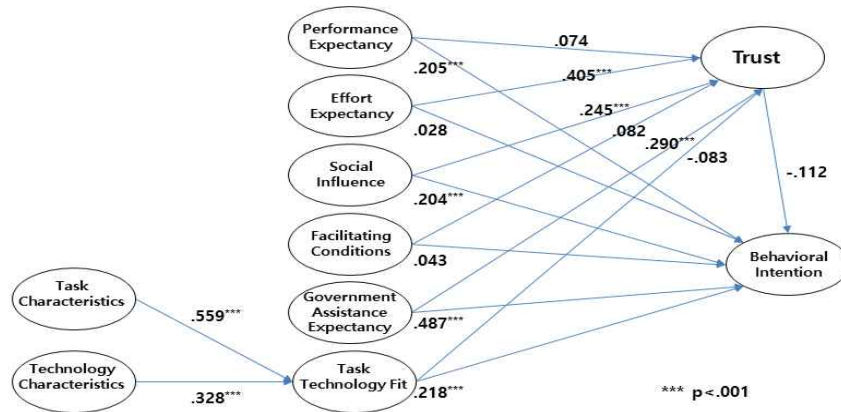 Performance
Expectancy
.074
Trust
.205***
.405***
Effort
Expectancy
.245***
.028
.082
.290***
-.083
Social
Influence
-.112
.204***
Facilitating
Conditions
Behavioral
Intention
.043
Task
Characteristics
Government
Assistance
Expectancy
.559***
.487***
Technology
Characteristics
Task
Technology Fit
.328***
.218***
*** p<.001